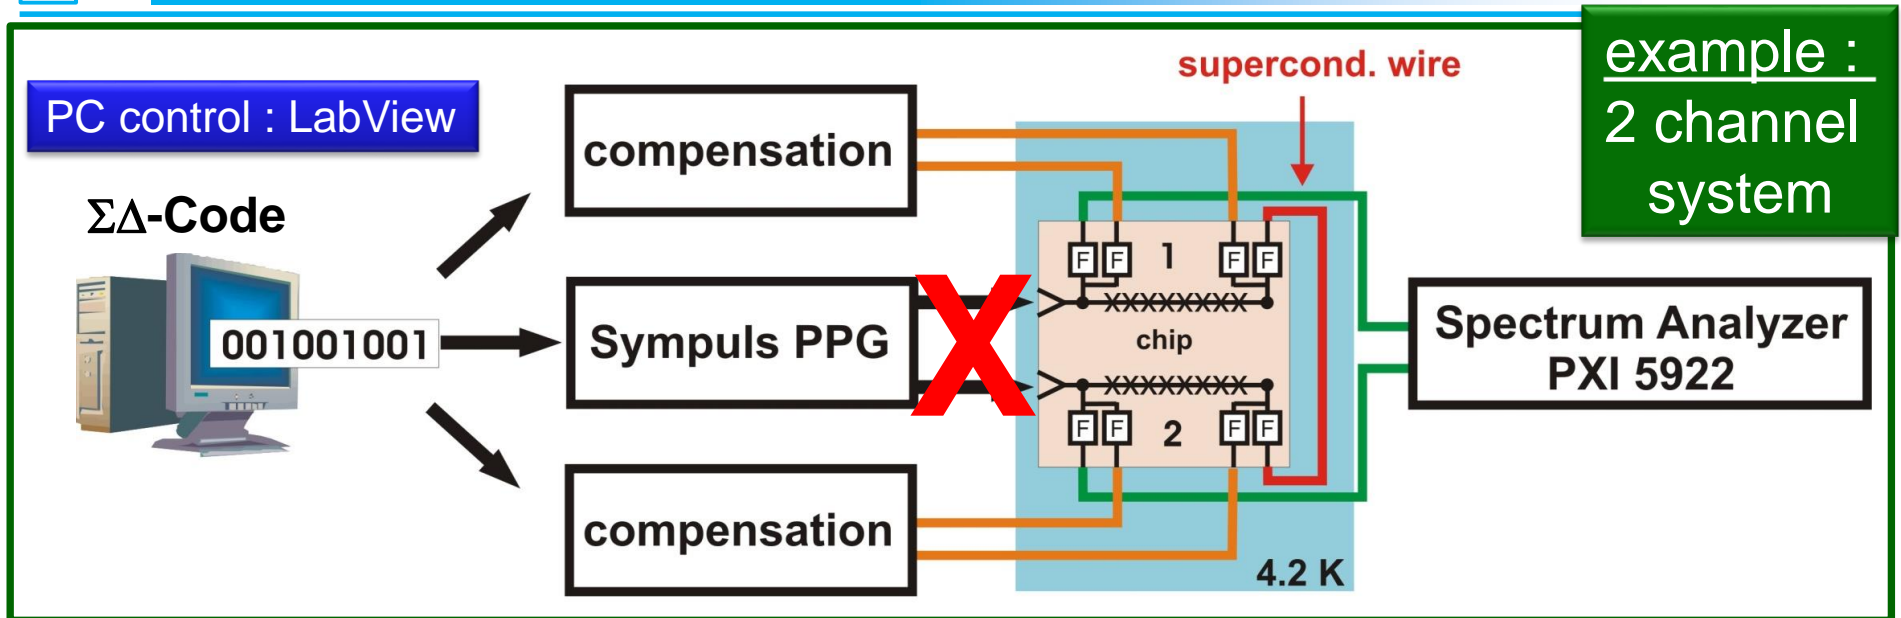 example :
2 channel
system
PC control : LabView
supercond. wire
compensation
ΣΔ-Code
001001001
Sympuls PPG
X
F F 1 F F
XXXXXXXX
chip
XXXXXXXX
F F 2 F F
Spectrum Analyzer
PXI 5922
compensation
4.2 K